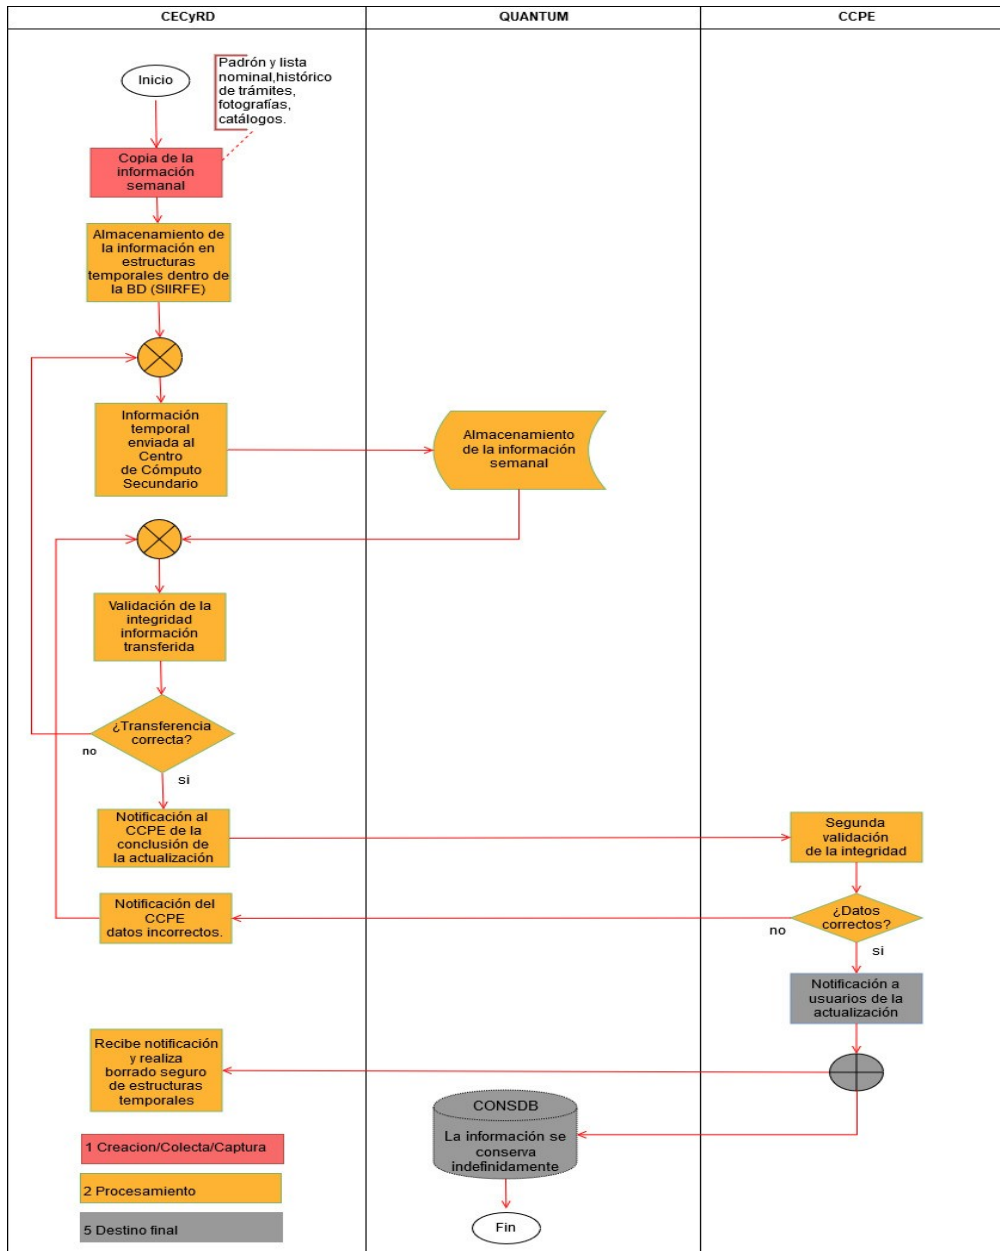 CECyRD
QUANTUM
CCPE
Inicio
Padrón y lista
nominal,histórico
de trámites,
fotografías,
catálogos.
Copia de la
información
semanal
Almacenamiento de
la información en
estructuras
temporales dentro de
la BD (SIIRFE)
Información
temporal
enviada al
Centro
de Cómputo
Secundario
Almacenamiento
de la información
semanal
Validación de la
integridad
información
transferida
¿Transferencia
correcta?
no
si
Notificación al
CCPE de la
conclusión de
la actualización
Segunda
validación
de la integridad
Notificación del
CCPE
datos incorrectos.
¿Datos
correctos?
no
si
Notificación a
usuarios de la
actualización
Recibe notificación
y realiza
borrado seguro
de estructuras
temporales
CONSDB
La información se
conserva
indefinidamente
Fin
1 Creacion/Colecta/Captura
2 Procesamiento
5 Destino final